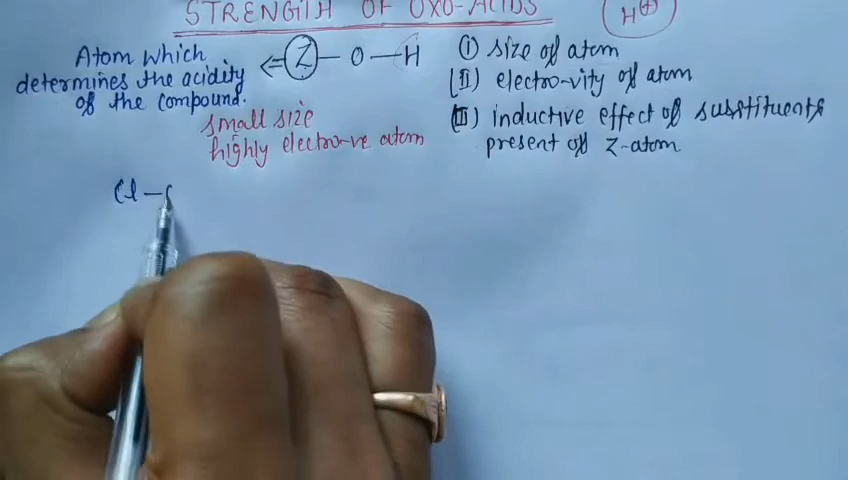 STRENGTH OF OXO-ACIDS
H(+)
Atom which
determines the acidity
of the compound.
⇐ Z — O — H
small size
highly electro-ve atom
(I) size of atom
(II) electro-vity of atom
(III) inductive effect of sustituents
present of Z-atom
Cl —